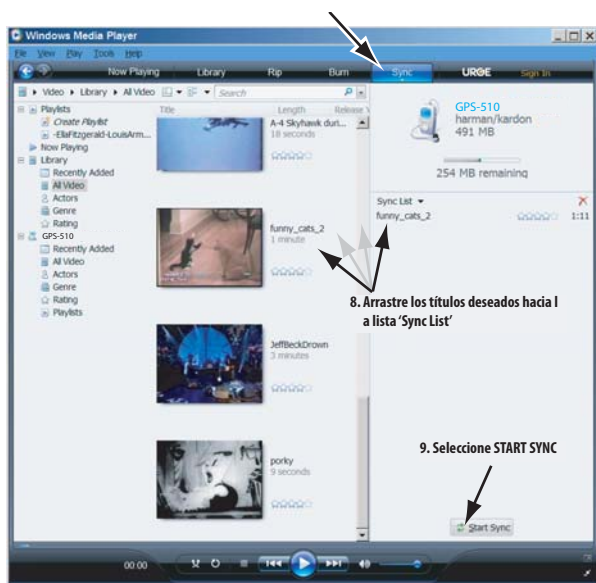 Windows Media Player
File View Play Tools Help
Now Playing Library Rip Burn Sync URGE Sign In
Video Library All Video Search
Playlists
Create Playlist
-EllaFitzgerald-LouisArm...
Now Playing
Library
Recently Added
All Video
Actors
Genre
Rating
GPS-510
Recently Added
All Video
Actors
Genre
Rating
Playlists
Title Length Release Y
A-4 Skyhawk duri...
18 seconds
funny_cats_2
1 minute
JeffBeckDrown
3 minutes
porky
9 seconds
GPS-510
harman/kardon
491 MB
254 MB remaining
Sync List
funny_cats_2 1:11
8. Arrastre los títulos deseados hacia l
a lista ‘Sync List’
9. Seleccione START SYNC
Start Sync
00:00